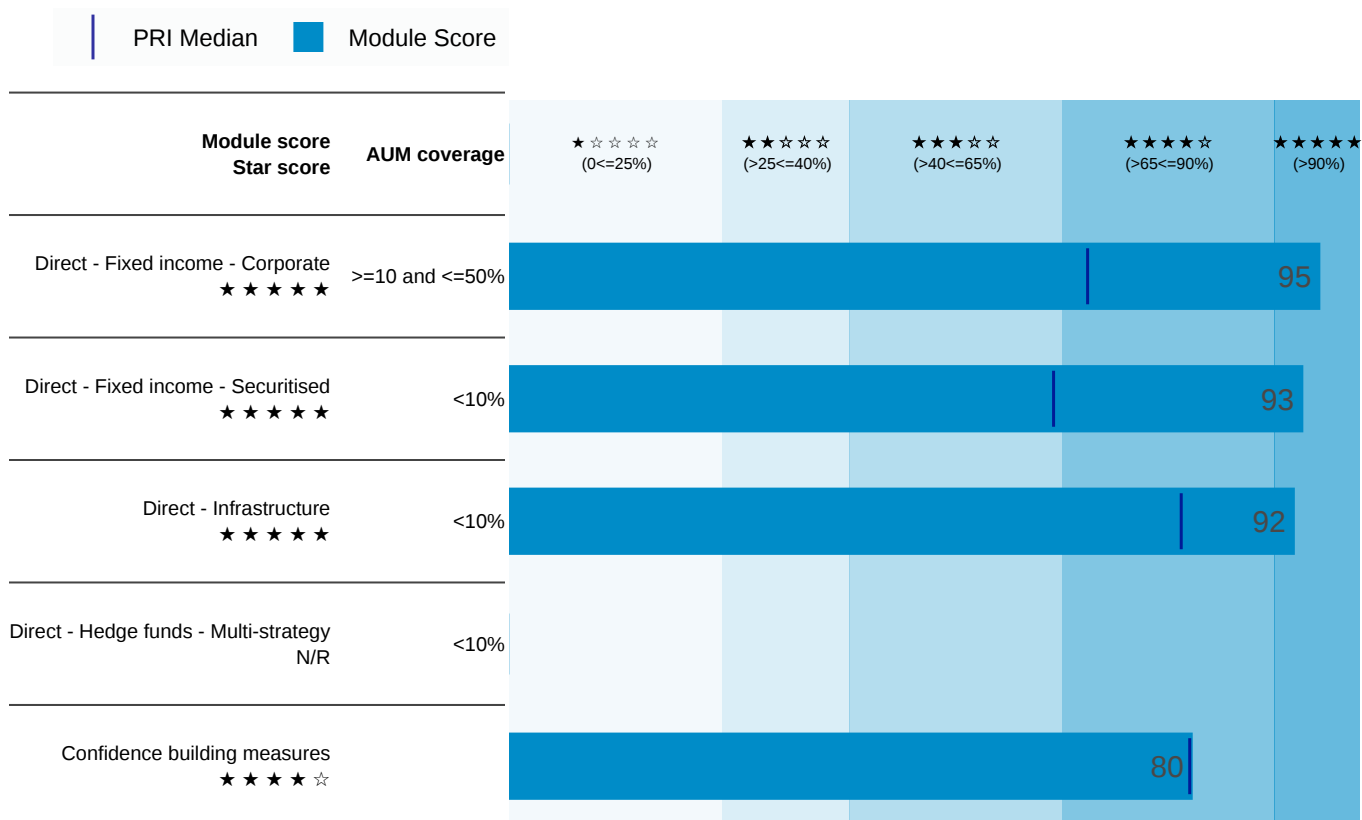 PRI Median
Module Score
Module score
Star score
AUM coverage
★☆☆☆☆
(0<=25%)
★★☆☆☆
(>25<=40%)
★★★☆☆
(>40<=65%)
★★★★☆
(>65<=90%)
★★★★★
(>90%)
Direct - Fixed income - Corporate
★★★★★
>=10 and <=50%
95
Direct - Fixed income - Securitised
★★★★★
<10%
93
Direct - Infrastructure
★★★★★
<10%
92
Direct - Hedge funds - Multi-strategy
N/R
<10%
Confidence building measures
★★★★☆
80